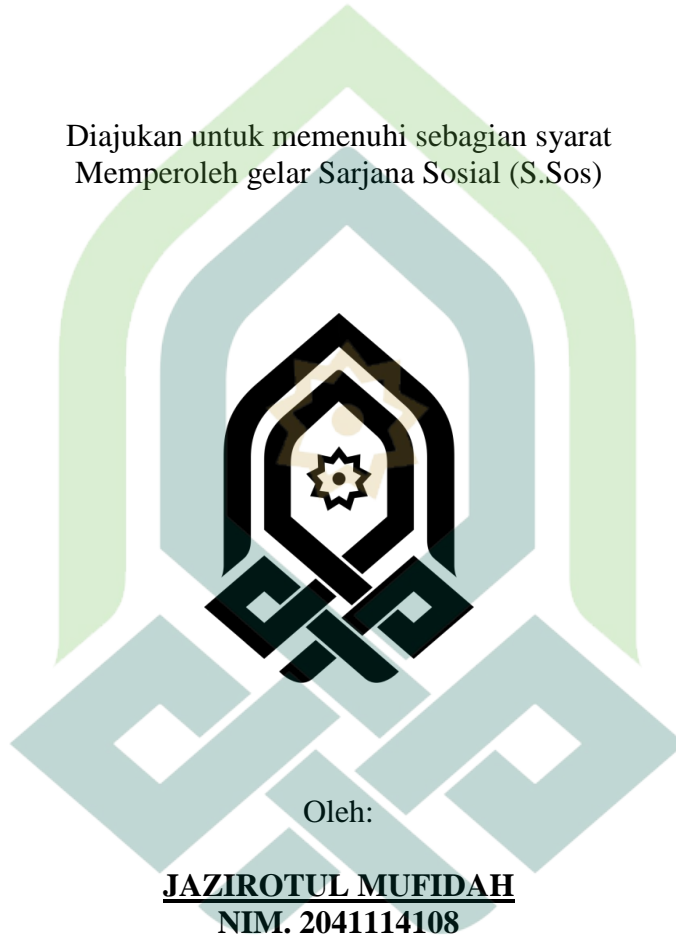 Diajukan untuk memenuhi sebagian syarat
Memperoleh gelar Sarjana Sosial (S.Sos)
Oleh:
JAZIROTUL MUFIDAH
NIM. 2041114108